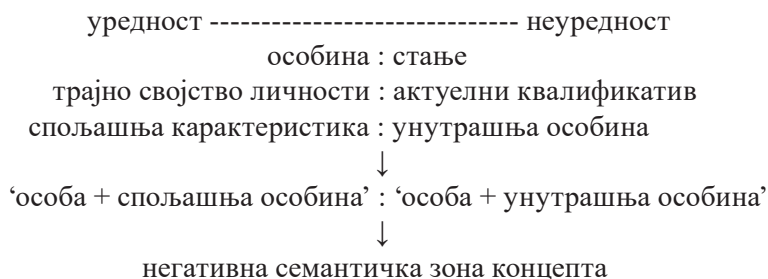 уредност ------------------------------ неуредност
особина : стање
трајно својство личности : актуелни квалификатив
спољашња карактеристика : унутрашња особина
↓
‘особа + спољашња особина’ : ‘особа + унутрашња особина’
↓
негативна семантичка зона концепта